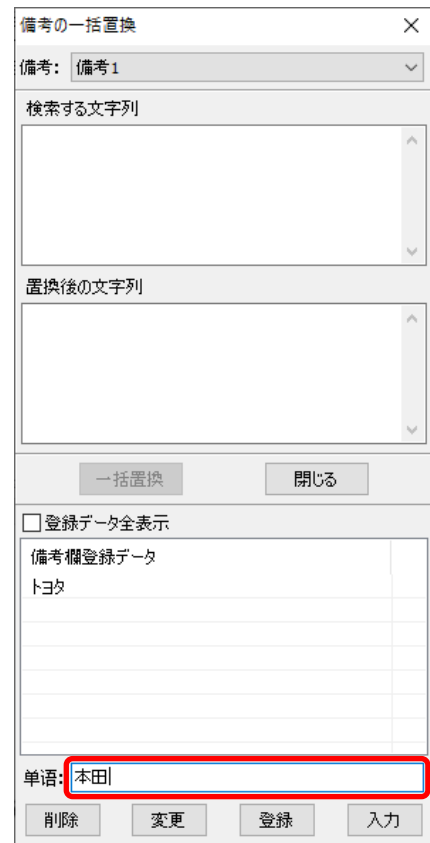 備考の一括置換
備考: 備考1
検索する文字列
置換後の文字列
一括置換 閉じる
登録データ全表示
備考欄登録データ
トヨタ
单语: 本田
削除 変更 登録 入力